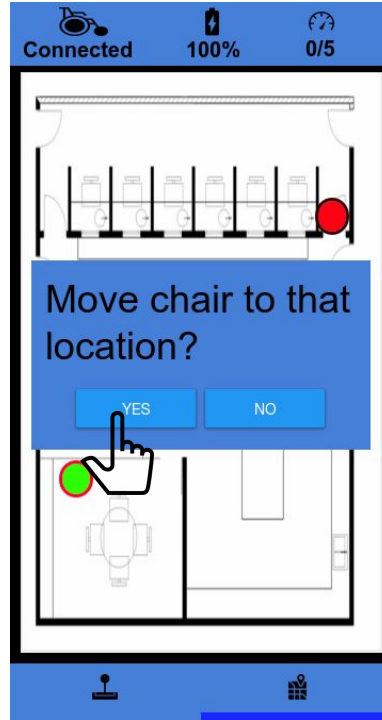 Connected 100% 0/5
Move chair to that
location?
YES NO